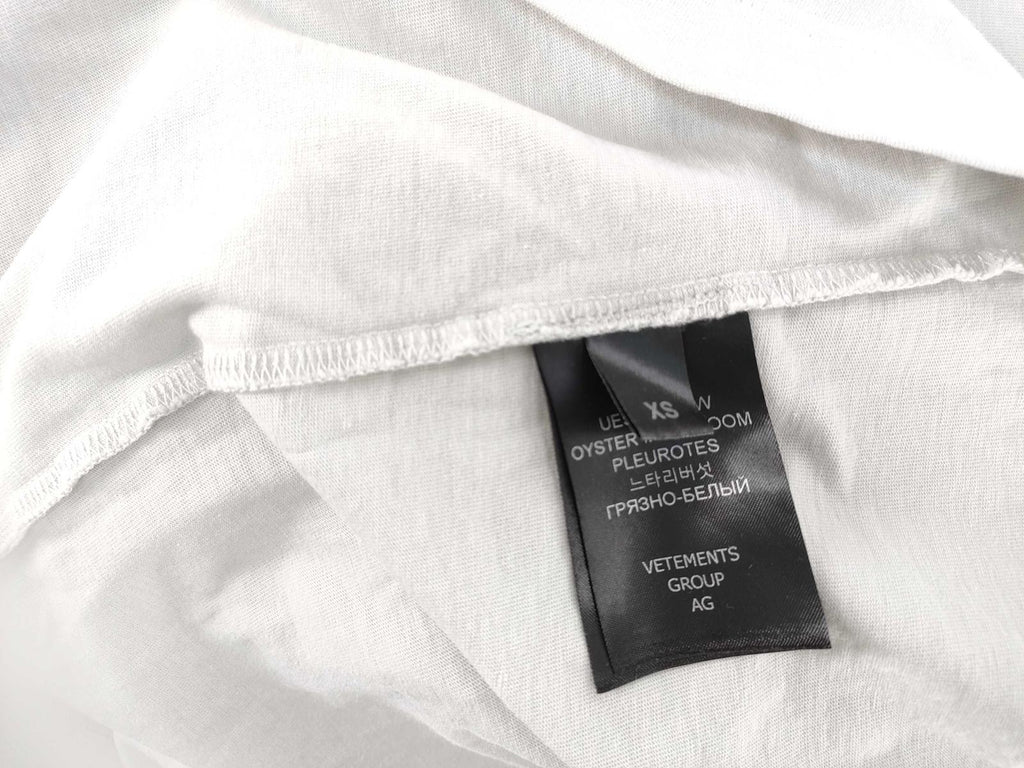 XS
OYSTER
PLEUROTES
느타리버섯
ГРЯЗНО-БЕЛЫЙ
VETEMENTS
GROUP
AG